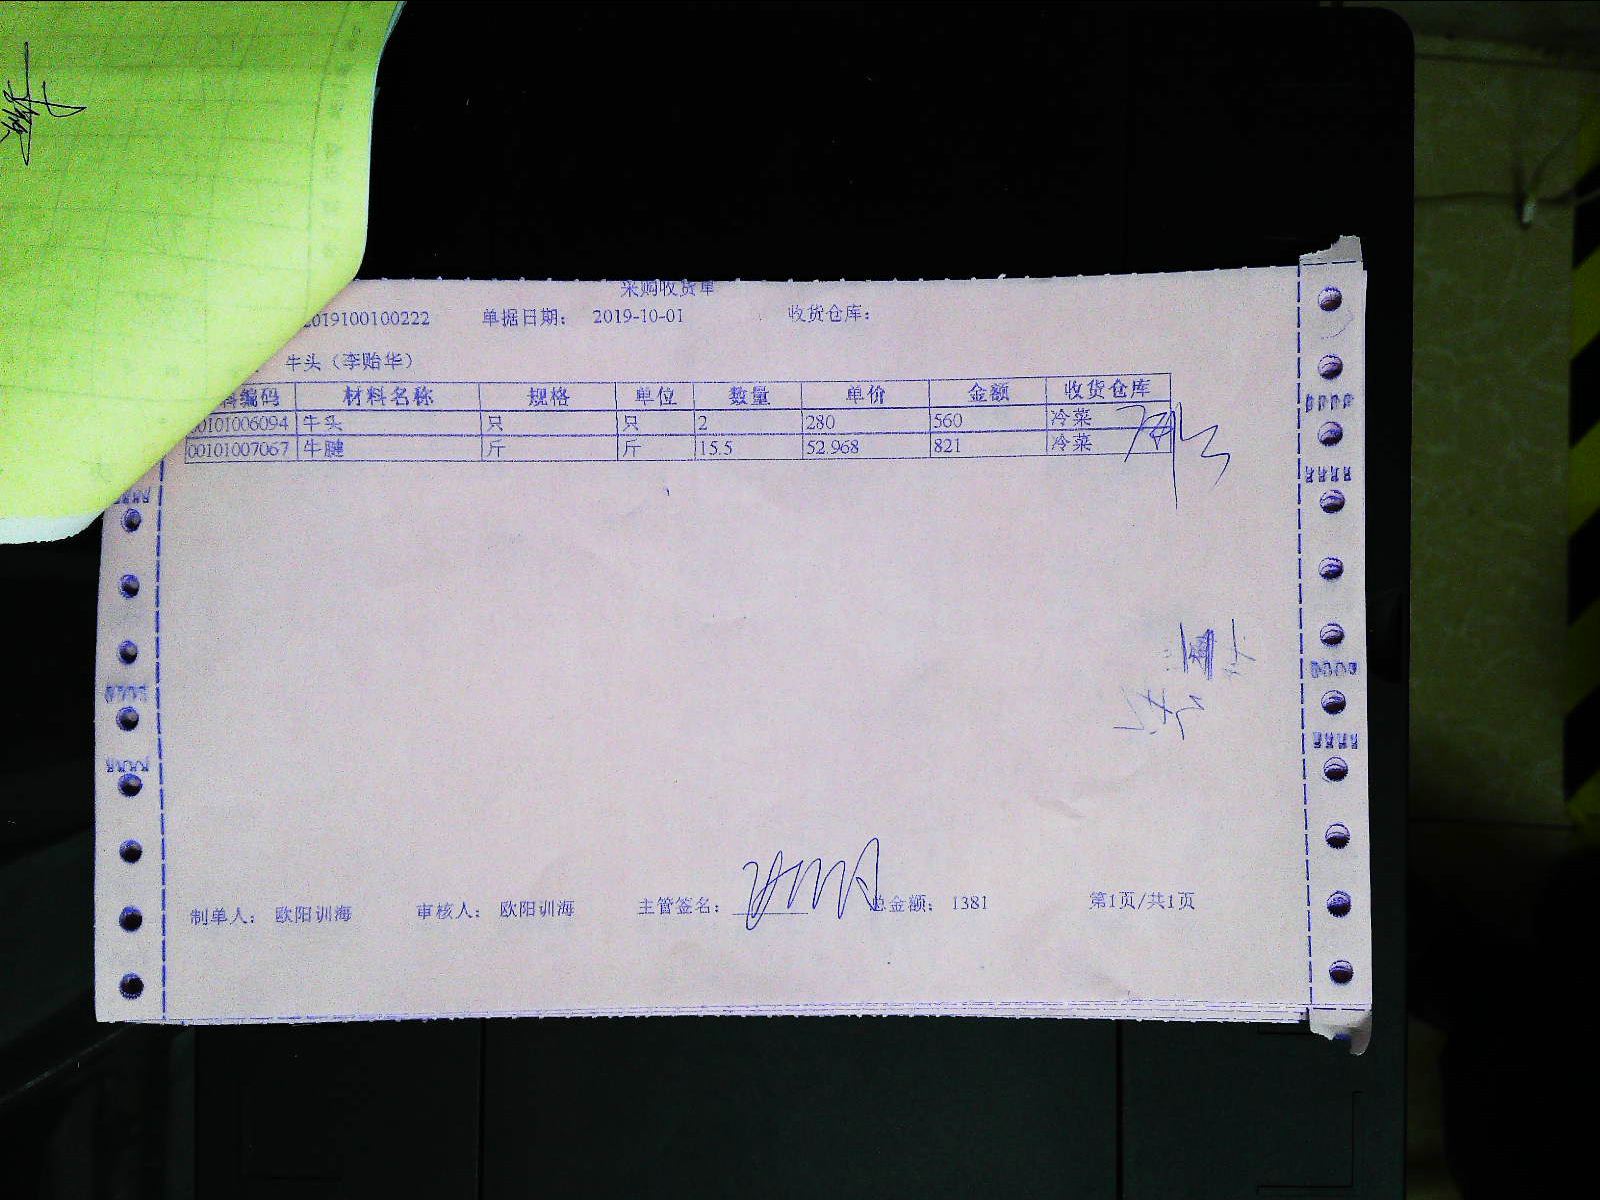 采购收货单
2019100100222 单据日期： 2019-10-01 收货仓库：
牛头（李贻华）
编码 材料名称 规格 单位 数量 单价 金额 收货仓库
00101006094 牛头 只 只 2 280 560 冷菜
00101007067 牛腱 斤 斤 15.5 52.968 821 冷菜
制单人： 欧阳训海 审核人： 欧阳训海 主管签名： 总金额： 1381 第1页/共1页